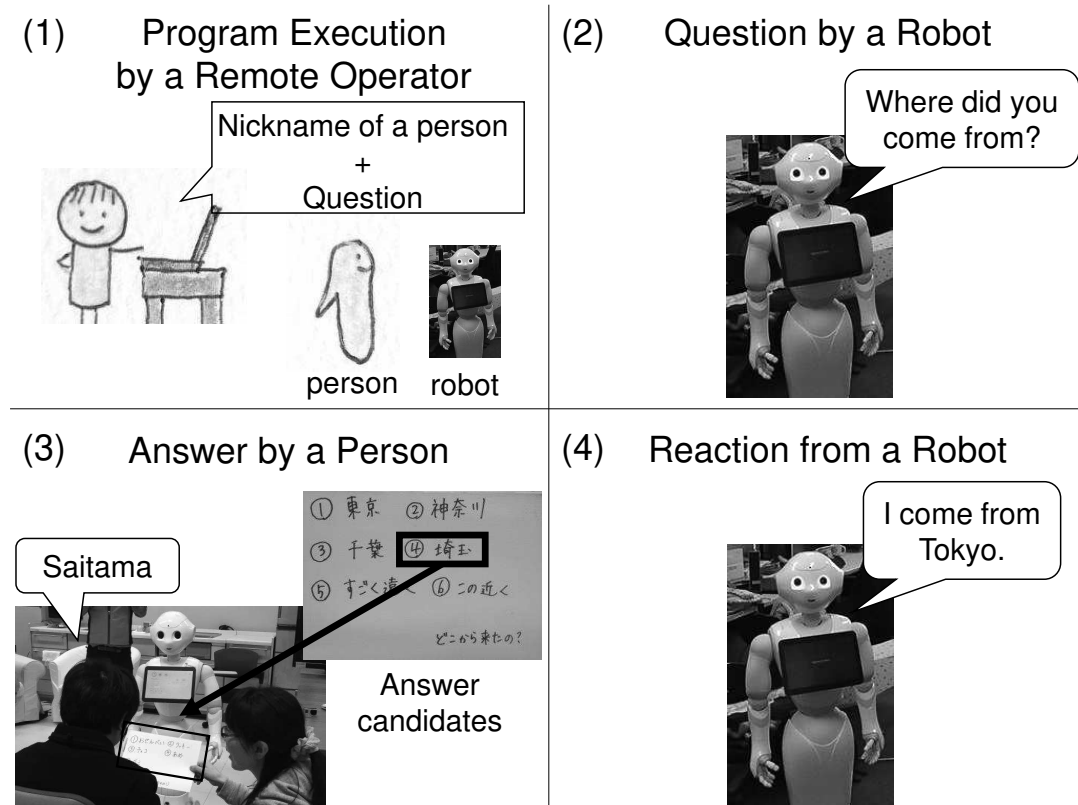 (1) Program Execution
by a Remote Operator
Nickname of a person
+
Question
person
robot
(2) Question by a Robot
Where did you
come from?
(3) Answer by a Person
Saitama
① 東京 ② 神奈川
③ 千葉 ④ 埼玉
⑤ すごく遠く ⑥ この近く
どこから来たの?
Answer
candidates
(4) Reaction from a Robot
I come from
Tokyo.